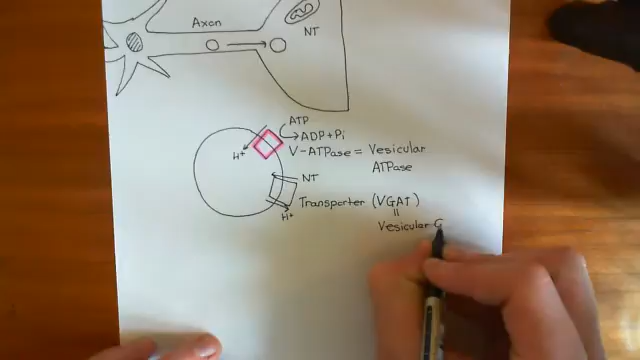 Axon
NT
ATP
ADP+Pi
H+
V-ATPase = Vesicular
ATPase
NT
Transporter (VGAT)
H+
=
Vesicular G